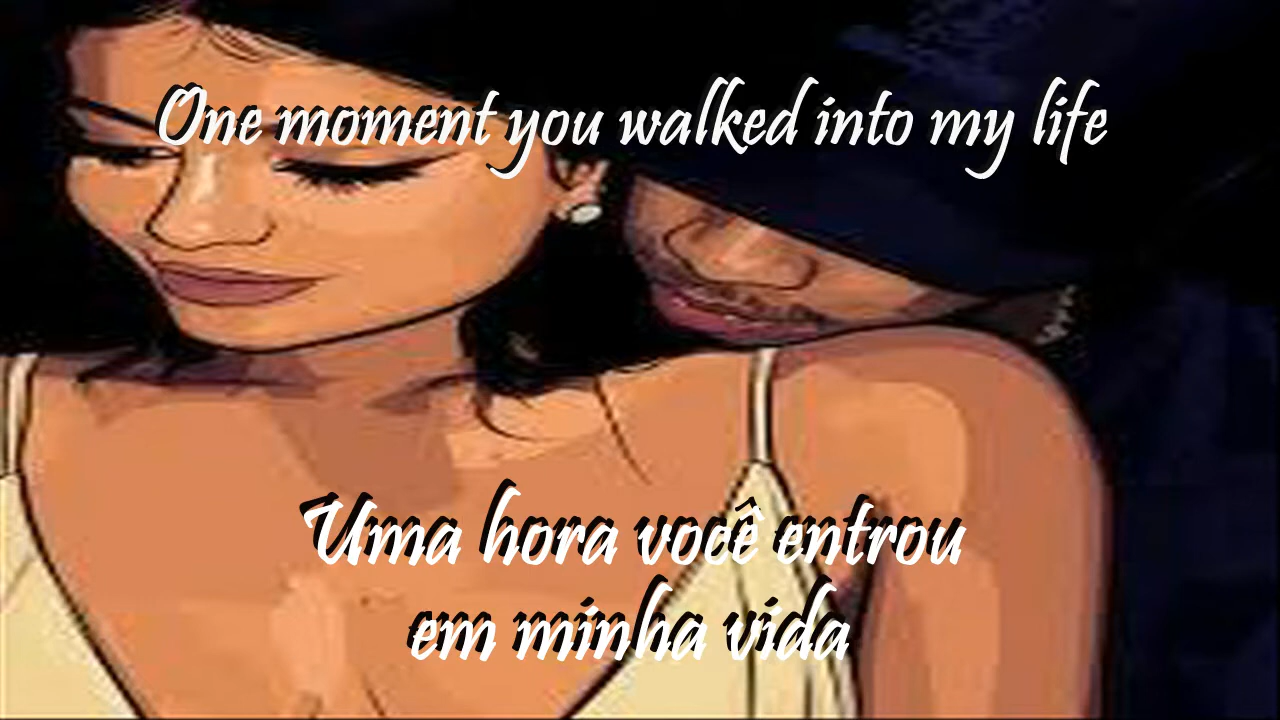 One moment you walked into my life
Uma hora você entrou
em minha vida